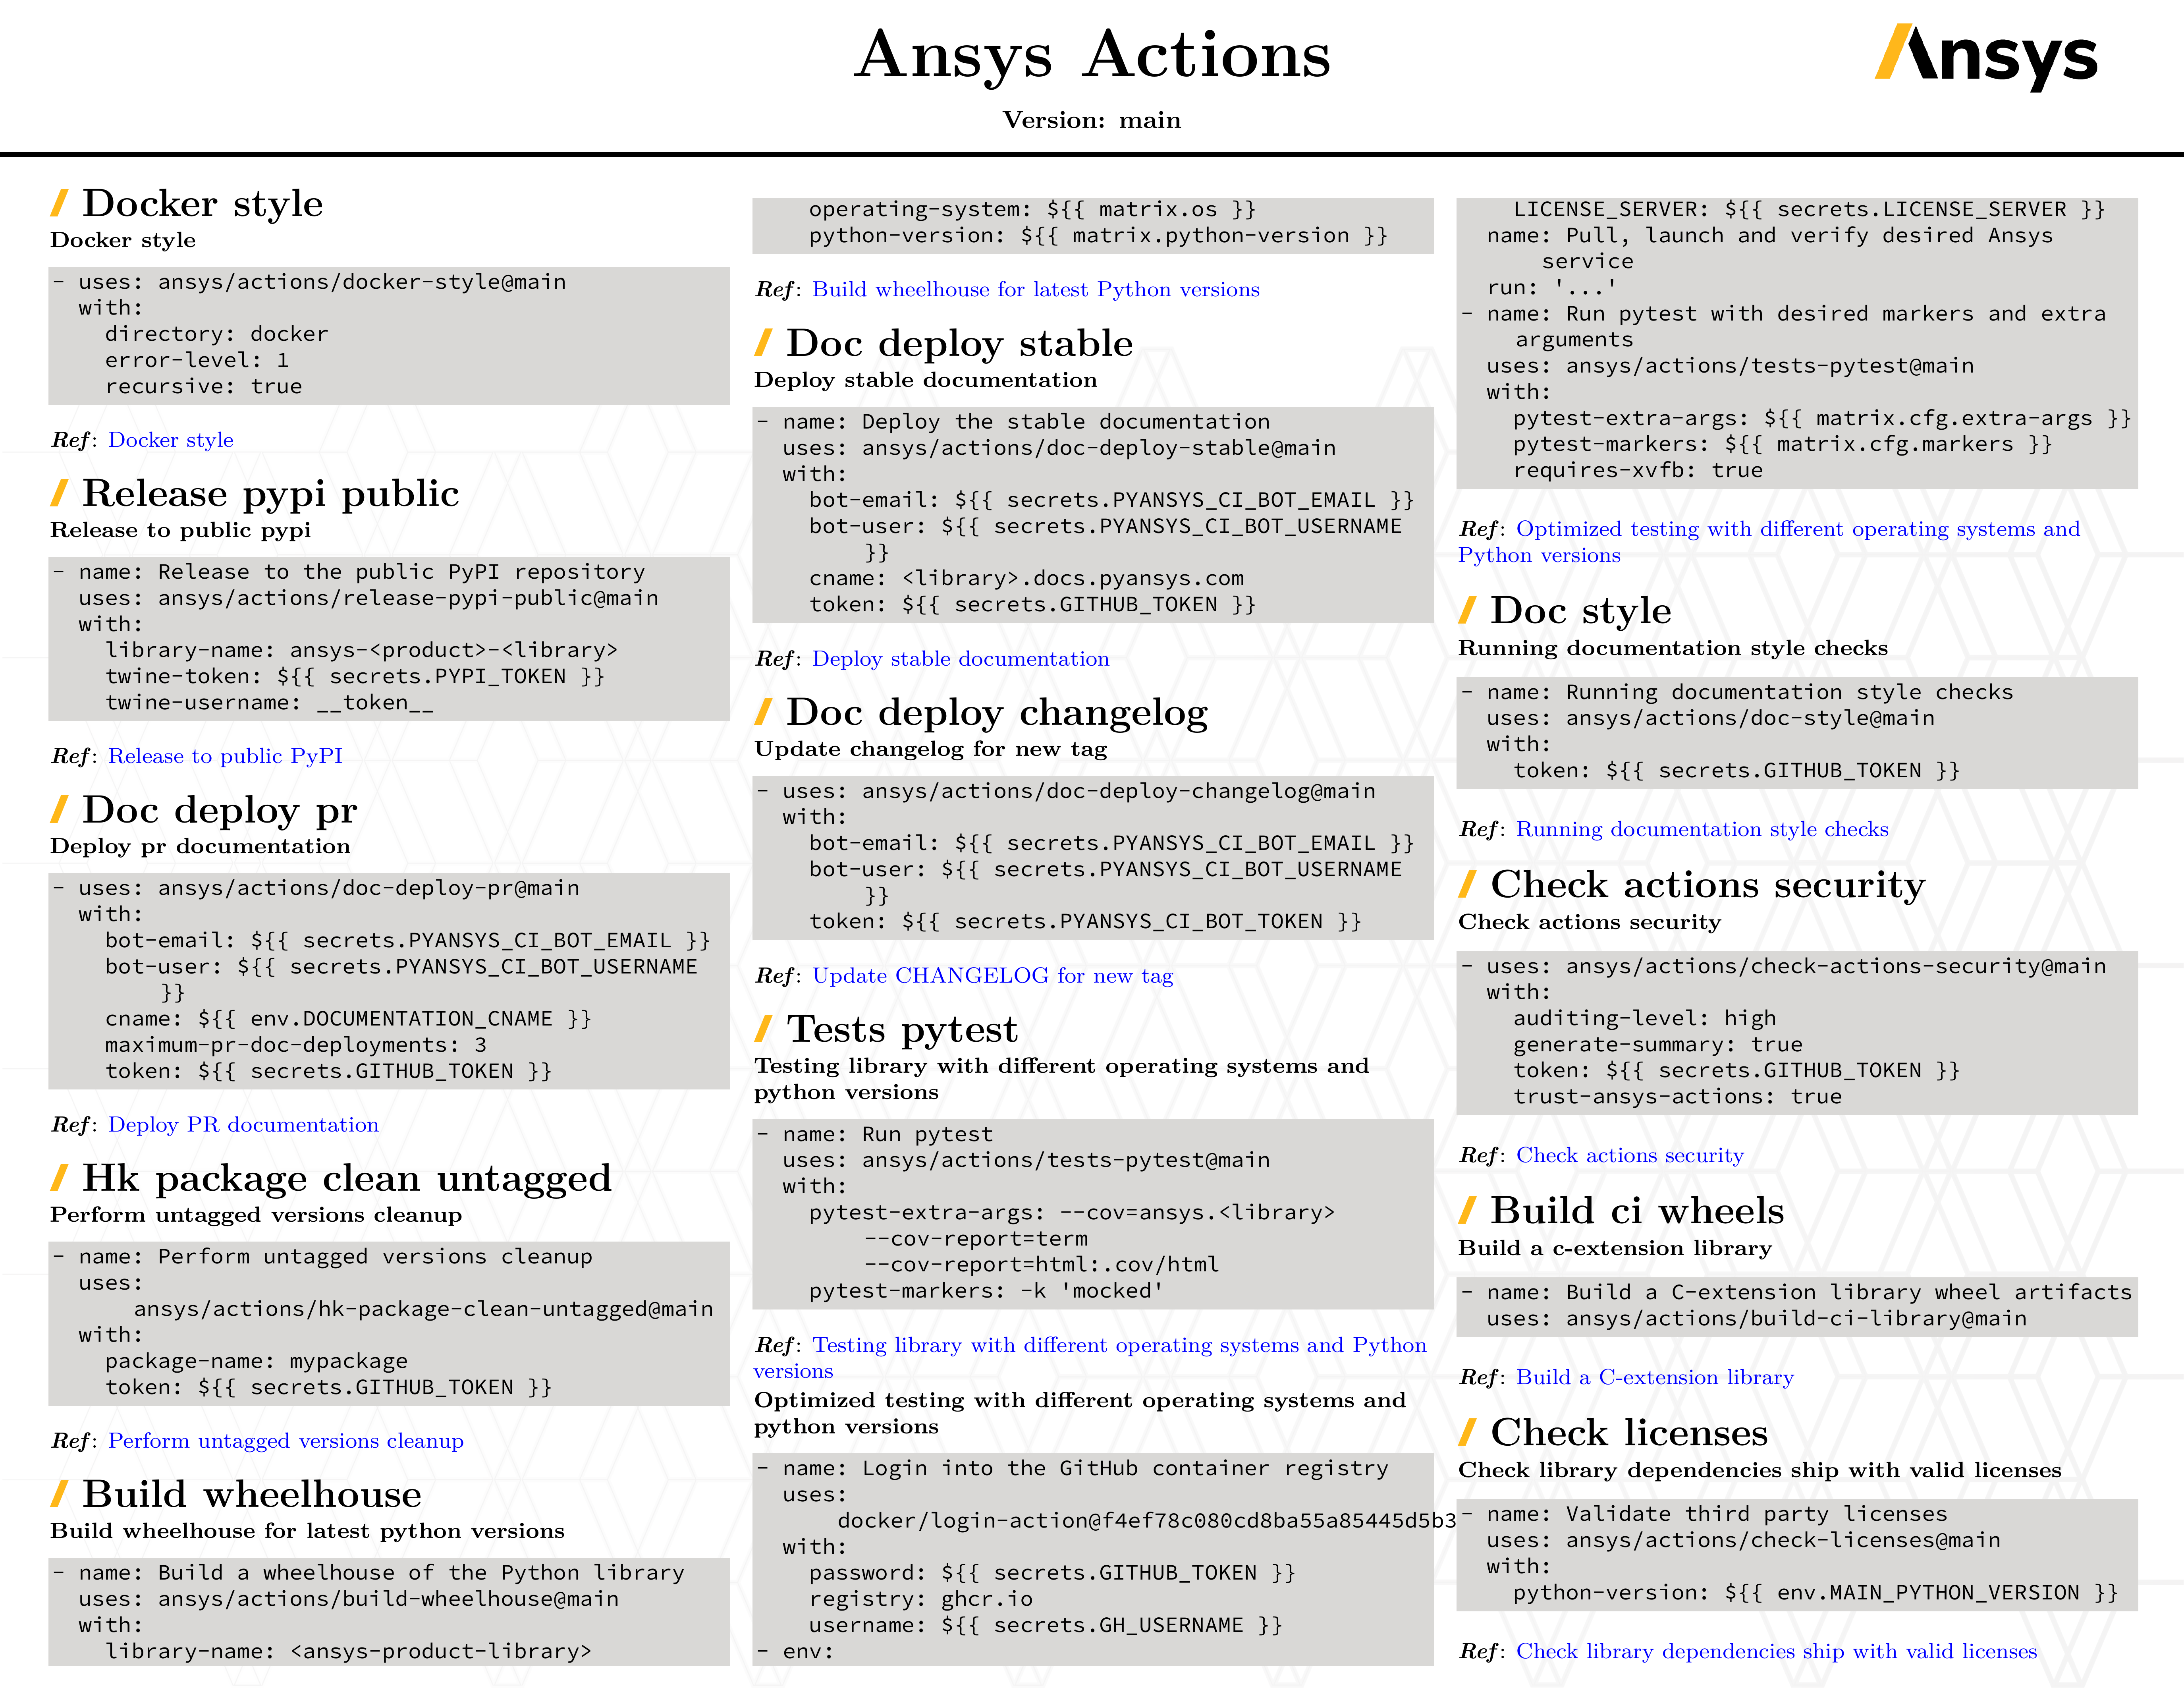 Ansys Actions
Ansys
Version: main
Docker style
Docker style
- uses: ansys/actions/docker-style@main
  with:
    directory: docker
    error-level: 1
    recursive: true
Ref: Docker style
Release pypi public
Release to public pypi
- name: Release to the public PyPI repository
  uses: ansys/actions/release-pypi-public@main
  with:
    library-name: ansys-<product>-<library>
    twine-token: ${{ secrets.PYPI_TOKEN }}
    twine-username: __token__
Ref: Release to public PyPI
Doc deploy pr
Deploy pr documentation
- uses: ansys/actions/doc-deploy-pr@main
  with:
    bot-email: ${{ secrets.PYANSYS_CI_BOT_EMAIL }}
    bot-user: ${{ secrets.PYANSYS_CI_BOT_USERNAME
        }}
    cname: ${{ env.DOCUMENTATION_CNAME }}
    maximum-pr-doc-deployments: 3
    token: ${{ secrets.GITHUB_TOKEN }}
Ref: Deploy PR documentation
Hk package clean untagged
Perform untagged versions cleanup
- name: Perform untagged versions cleanup
  uses:
      ansys/actions/hk-package-clean-untagged@main
  with:
    package-name: mypackage
    token: ${{ secrets.GITHUB_TOKEN }}
Ref: Perform untagged versions cleanup
Build wheelhouse
Build wheelhouse for latest python versions
- name: Build a wheelhouse of the Python library
  uses: ansys/actions/build-wheelhouse@main
  with:
    library-name: <ansys-product-library>
    operating-system: ${{ matrix.os }}
    python-version: ${{ matrix.python-version }}
Ref: Build wheelhouse for latest Python versions
Doc deploy stable
Deploy stable documentation
- name: Deploy the stable documentation
  uses: ansys/actions/doc-deploy-stable@main
  with:
    bot-email: ${{ secrets.PYANSYS_CI_BOT_EMAIL }}
    bot-user: ${{ secrets.PYANSYS_CI_BOT_USERNAME
        }}
    cname: <library>.docs.pyansys.com
    token: ${{ secrets.GITHUB_TOKEN }}
Ref: Deploy stable documentation
Doc deploy changelog
Update changelog for new tag
- uses: ansys/actions/doc-deploy-changelog@main
  with:
    bot-email: ${{ secrets.PYANSYS_CI_BOT_EMAIL }}
    bot-user: ${{ secrets.PYANSYS_CI_BOT_USERNAME
        }}
    token: ${{ secrets.PYANSYS_CI_BOT_TOKEN }}
Ref: Update CHANGELOG for new tag
Tests pytest
Testing library with different operating systems and
python versions
- name: Run pytest
  uses: ansys/actions/tests-pytest@main
  with:
    pytest-extra-args: --cov=ansys.<library>
        --cov-report=term
        --cov-report=html:.cov/html
    pytest-markers: -k 'mocked'
Ref: Testing library with different operating systems and Python
versions
Optimized testing with different operating systems and
python versions
- name: Login into the GitHub container registry
  uses:
      docker/login-action@f4ef78c080cd8ba55a85445d5b3
  with:
    password: ${{ secrets.GITHUB_TOKEN }}
    registry: ghcr.io
    username: ${{ secrets.GH_USERNAME }}
- env:
    LICENSE_SERVER: ${{ secrets.LICENSE_SERVER }}
  name: Pull, launch and verify desired Ansys
      service
  run: '...'
- name: Run pytest with desired markers and extra
    arguments
  uses: ansys/actions/tests-pytest@main
  with:
    pytest-extra-args: ${{ matrix.cfg.extra-args }}
    pytest-markers: ${{ matrix.cfg.markers }}
    requires-xvfb: true
Ref: Optimized testing with different operating systems and
Python versions
Doc style
Running documentation style checks
- name: Running documentation style checks
  uses: ansys/actions/doc-style@main
  with:
    token: ${{ secrets.GITHUB_TOKEN }}
Ref: Running documentation style checks
Check actions security
Check actions security
- uses: ansys/actions/check-actions-security@main
  with:
    auditing-level: high
    generate-summary: true
    token: ${{ secrets.GITHUB_TOKEN }}
    trust-ansys-actions: true
Ref: Check actions security
Build ci wheels
Build a c-extension library
- name: Build a C-extension library wheel artifacts
  uses: ansys/actions/build-ci-library@main
Ref: Build a C-extension library
Check licenses
Check library dependencies ship with valid licenses
- name: Validate third party licenses
  uses: ansys/actions/check-licenses@main
  with:
    python-version: ${{ env.MAIN_PYTHON_VERSION }}
Ref: Check library dependencies ship with valid licenses